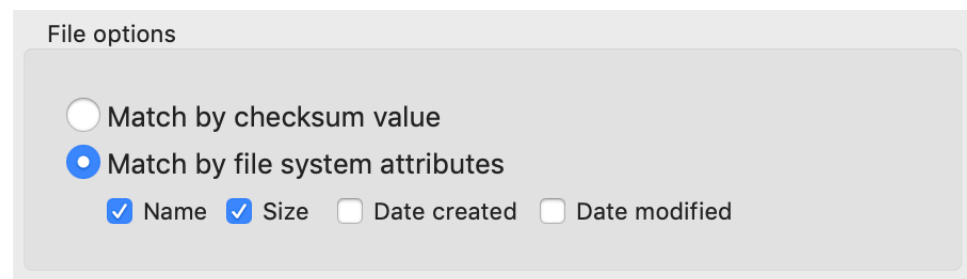 File options
Match by checksum value
Match by file system attributes
Name Size Date created Date modified